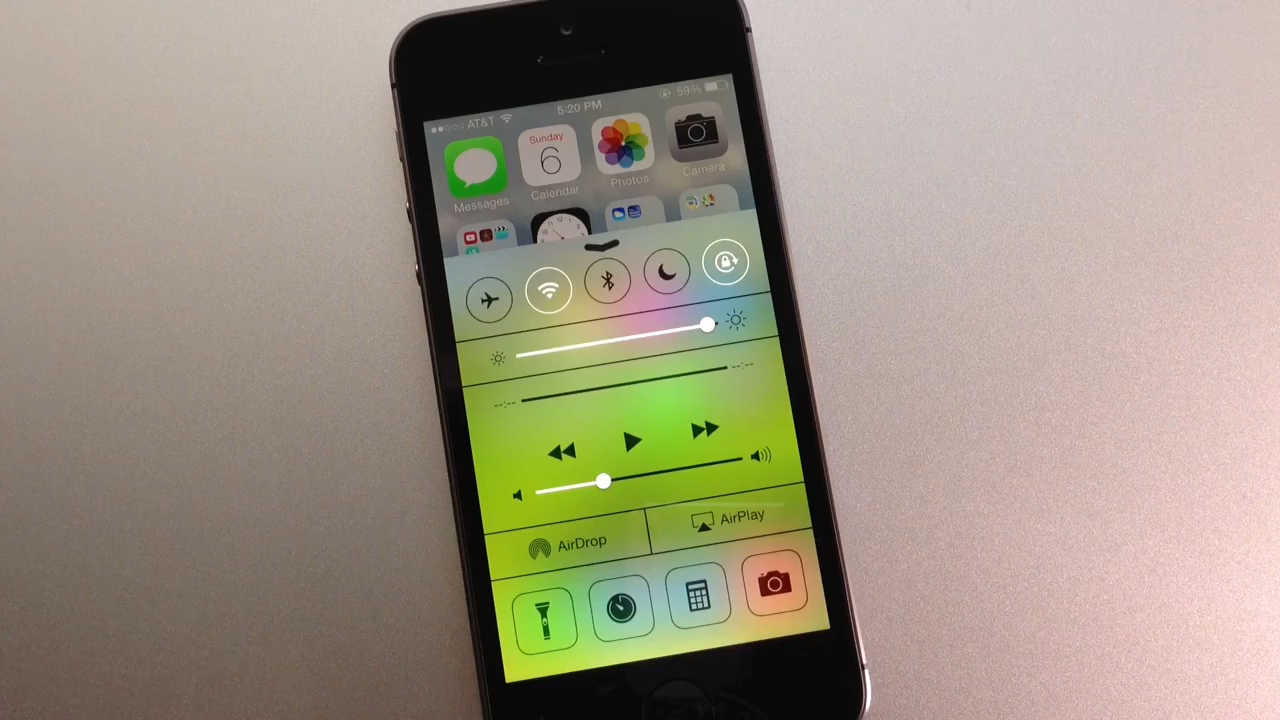 AT&T 5:20 PM 59%
Sunday
6
Messages Calendar Photos Camera
--:-- --:--
AirDrop AirPlay